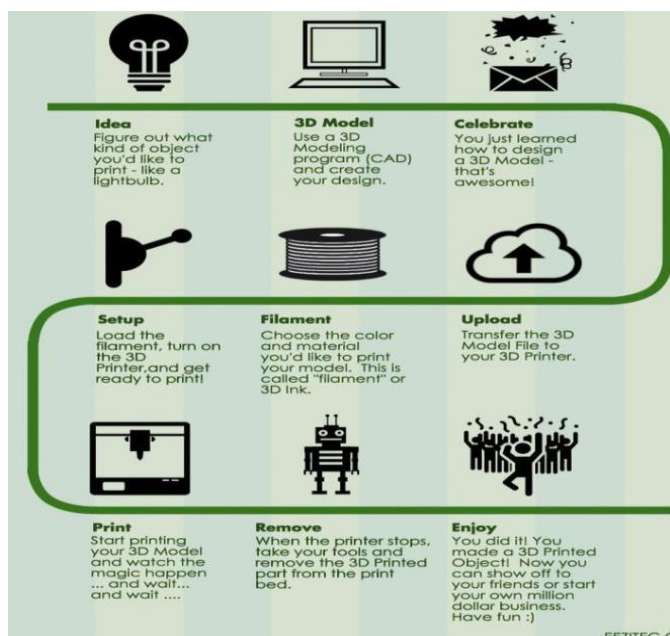 Idea
Figure out what
kind of object
you'd like to
print - like a
lightbulb.
3D Model
Use a 3D
Modeling
program (CAD)
and create
your design.
Celebrate
You just learned
how to design
a 3D Model -
that's
awesome!
Upload
Transfer the 3D
Model File to
your 3D Printer.
Filament
Choose the color
and material
you'd like to print
your model. This is
called "filament" or
3D Ink.
Setup
Load the
filament, turn on
the 3D
Printer,and get
ready to print!
Print
Start printing
your 3D Model
and watch the
magic happen
... and wait...
and wait ....
Remove
When the printer stops,
take your tools and
remove the 3D Printed
part from the print
bed.
Enjoy
You did it! You
made a 3D Printed
Object! Now you
can show off to
your friends or start
your own million
dollar business.
Have fun :)